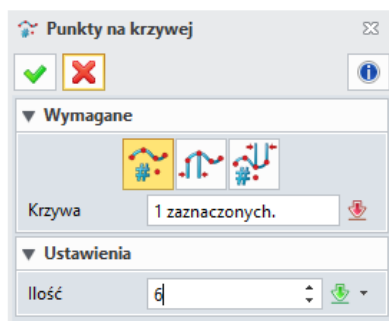 Punkty na krzywej
Wymagane
Krzywa 1 zaznaczonych.
Ustawienia
Ilość 6